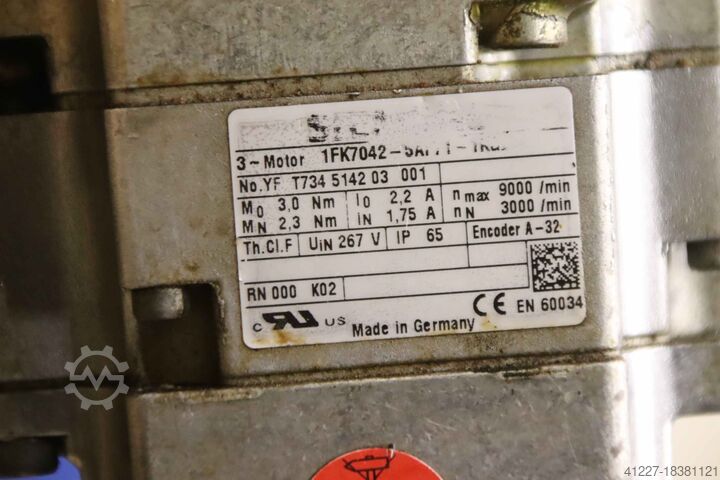 3~Motor 1FK7042-
No.YF T734 5142 03 001
M0 3,0 Nm I0 2,2 A n max 9000 /min
MN 2,3 Nm IN 1,75 A nN 3000 /min
Th.Cl.F UIN 267 V IP 65 Encoder A-32
RN 000 K02
C US Made in Germany CE EN 60034
41227-18381121